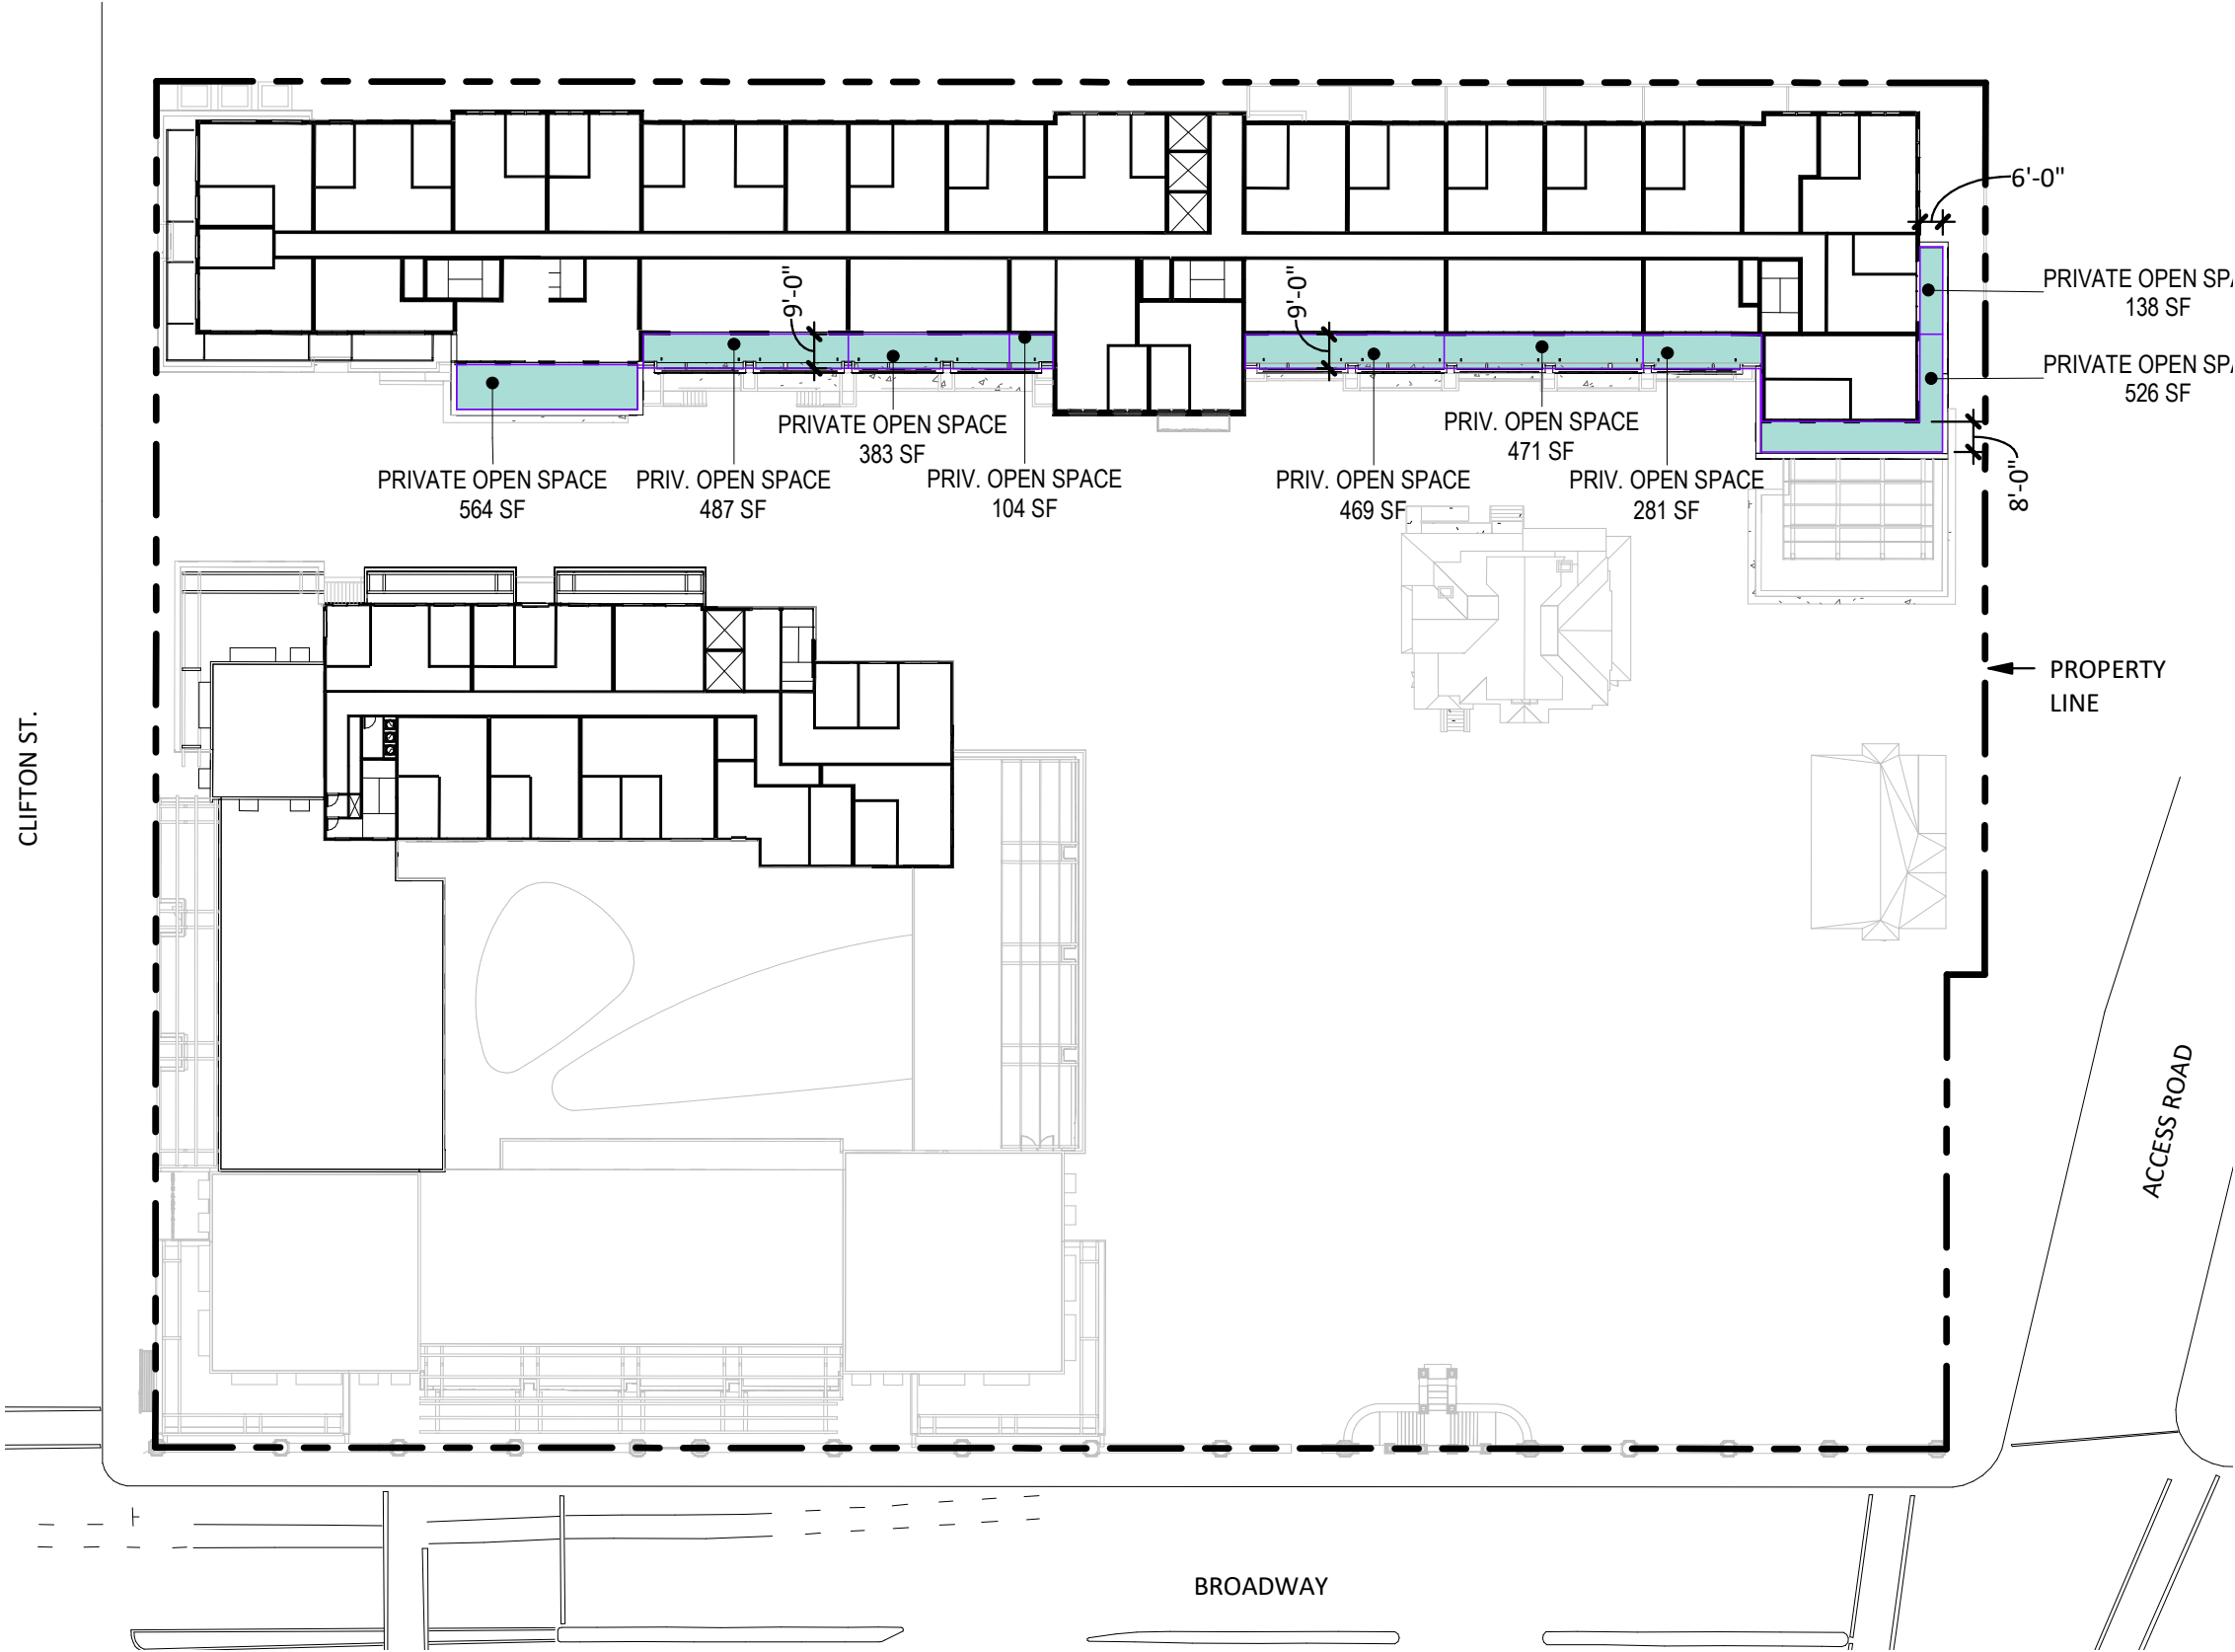 6'-0"
9'-0"
9'-0"
PRIVATE OPEN SPA
138 SF
PRIVATE OPEN SPA
526 SF
PRIVATE OPEN SPACE
383 SF
PRIV. OPEN SPACE
471 SF
PRIVATE OPEN SPACE
564 SF
PRIV. OPEN SPACE
487 SF
PRIV. OPEN SPACE
104 SF
PRIV. OPEN SPACE
469 SF
PRIV. OPEN SPACE
281 SF
8'-0"
PROPERTY
LINE
CLIFTON ST.
ACCESS ROAD
BROADWAY